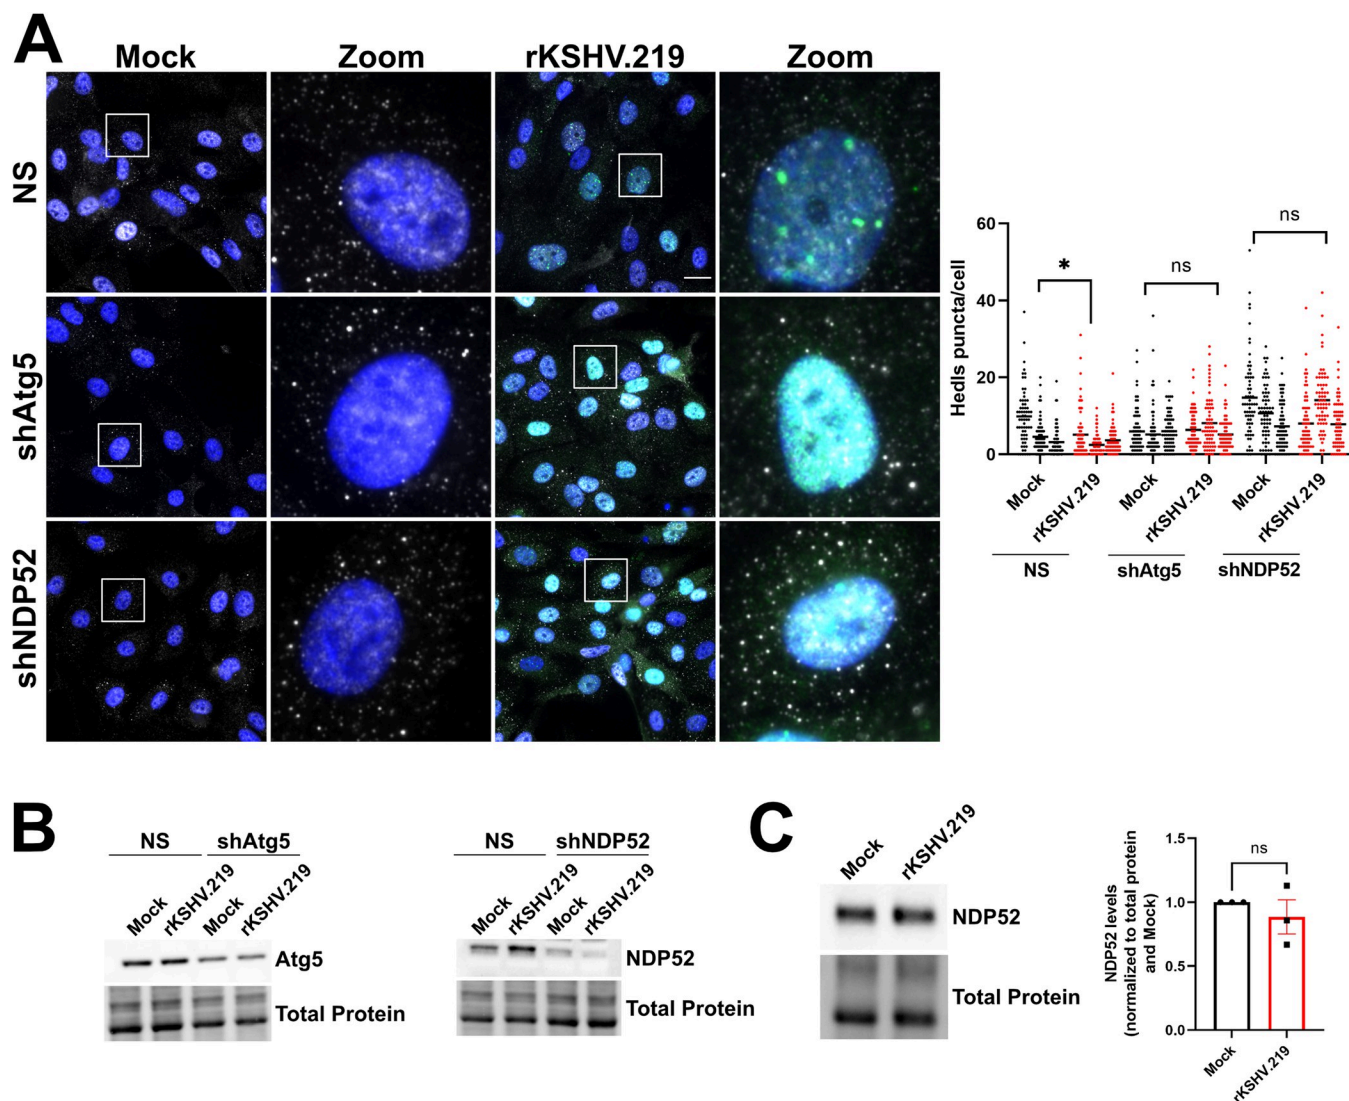 A
Mock
Zoom
rKSHV.219
Zoom
NS
shAtg5
shNDP52
Hedls puncta/cell
60
40
20
0
*
ns
ns
Mock
rKSHV.219
Mock
rKSHV.219
Mock
rKSHV.219
NS
shAtg5
shNDP52
B
NS
shAtg5
Mock
rKSHV.219
Mock
rKSHV.219
Atg5
Total Protein
NS
shNDP52
Mock
rKSHV.219
Mock
rKSHV.219
NDP52
Total Protein
C
Mock
rKSHV.219
NDP52
Total Protein
NDP52 levels
(normalized to total protein
and Mock)
1.5
1.0
0.5
0.0
ns
Mock
rKSHV.219